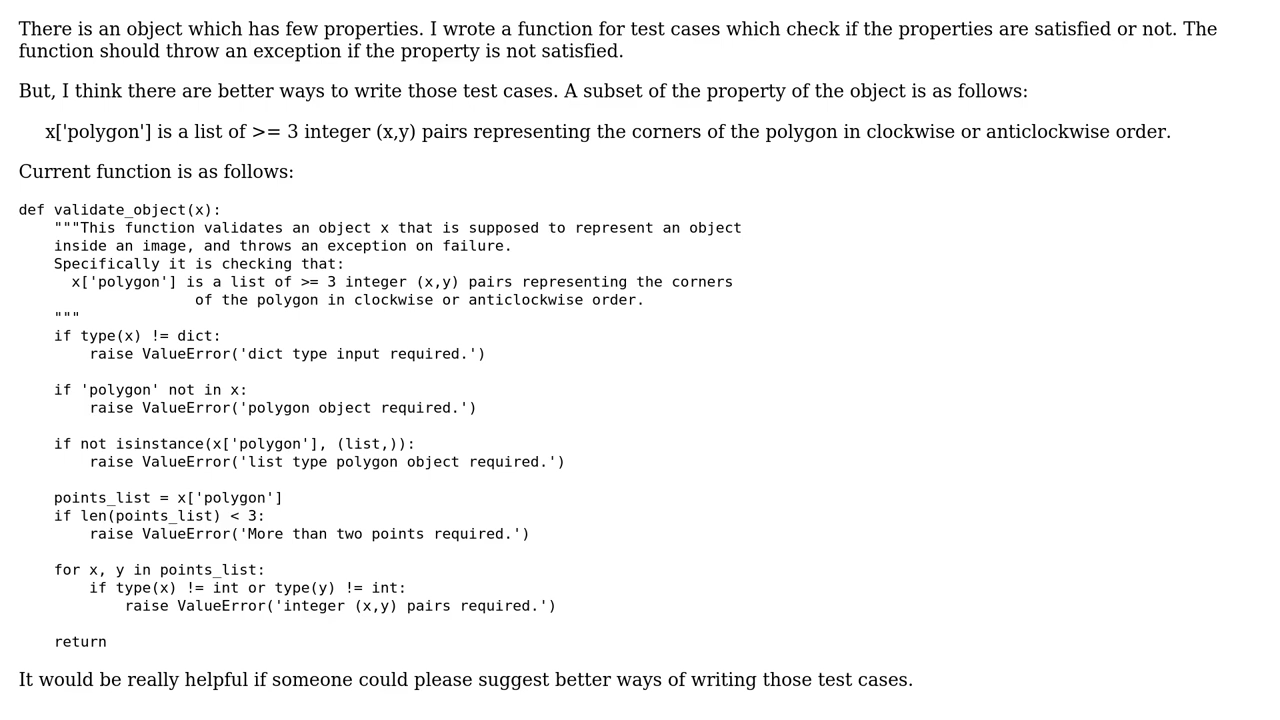 There is an object which has few properties. I wrote a function for test cases which check if the properties are satisfied or not. The
function should throw an exception if the property is not satisfied.
But, I think there are better ways to write those test cases. A subset of the property of the object is as follows:
x['polygon'] is a list of >= 3 integer (x,y) pairs representing the corners of the polygon in clockwise or anticlockwise order.
Current function is as follows:
def validate_object(x):
    """This function validates an object x that is supposed to represent an object
    inside an image, and throws an exception on failure.
    Specifically it is checking that:
      x['polygon'] is a list of >= 3 integer (x,y) pairs representing the corners
                    of the polygon in clockwise or anticlockwise order.
    """
    if type(x) != dict:
        raise ValueError('dict type input required.')
    if 'polygon' not in x:
        raise ValueError('polygon object required.')
    if not isinstance(x['polygon'], (list,)):
        raise ValueError('list type polygon object required.')
    points_list = x['polygon']
    if len(points_list) < 3:
        raise ValueError('More than two points required.')
    for x, y in points_list:
        if type(x) != int or type(y) != int:
            raise ValueError('integer (x,y) pairs required.')
    return
It would be really helpful if someone could please suggest better ways of writing those test cases.